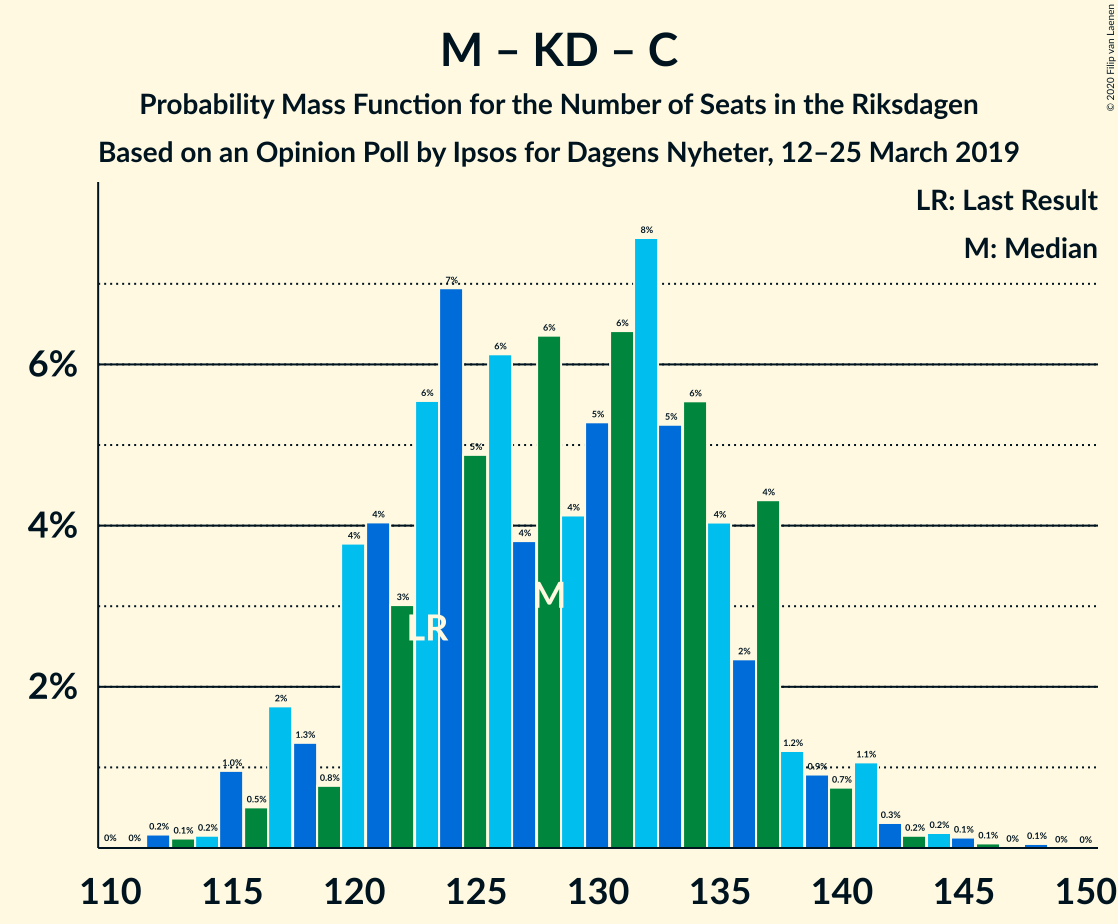 M – KD – C
Probability Mass Function for the Number of Seats in the Riksdagen
Based on an Opinion Poll by Ipsos for Dagens Nyheter, 12–25 March 2019
© 2020 Filip van Laenen
LR: Last Result
M: Median
6%
4%
2%
0% 0% 0.2% 0.1% 0.2% 1.0% 0.5% 2% 1.3% 0.8% 4% 4% 3% 6% 7% 5% 6% 4% 6% 4% 5% 6% 8% 5% 6% 4% 2% 4% 1.2% 0.9% 0.7% 1.1% 0.3% 0.2% 0.2% 0.1% 0.1% 0% 0.1% 0% 0%
LR
M
110 115 120 125 130 135 140 145 150